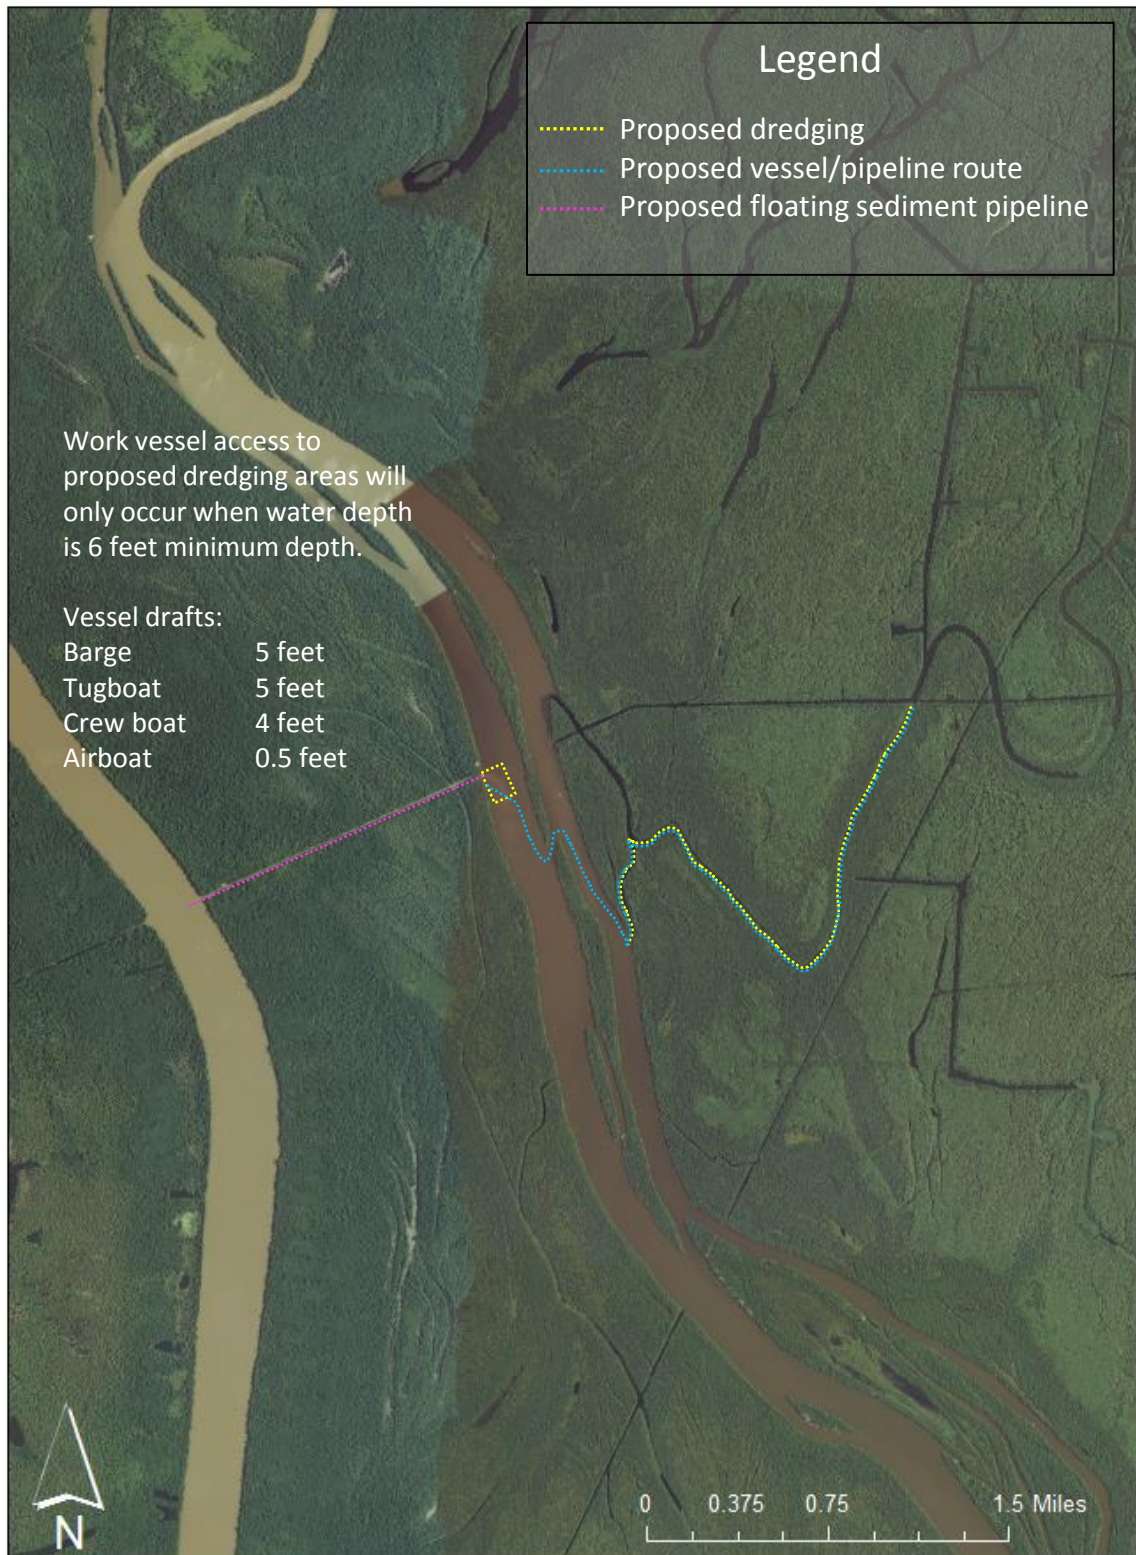 Legend
Proposed dredging
Proposed vessel/pipeline route
Proposed floating sediment pipeline
Work vessel access to
proposed dredging areas will
only occur when water depth
is 6 feet minimum depth.
Vessel drafts:
Barge 5 feet
Tugboat 5 feet
Crew boat 4 feet
Airboat 0.5 feet
N
0 0.375 0.75 1.5 Miles